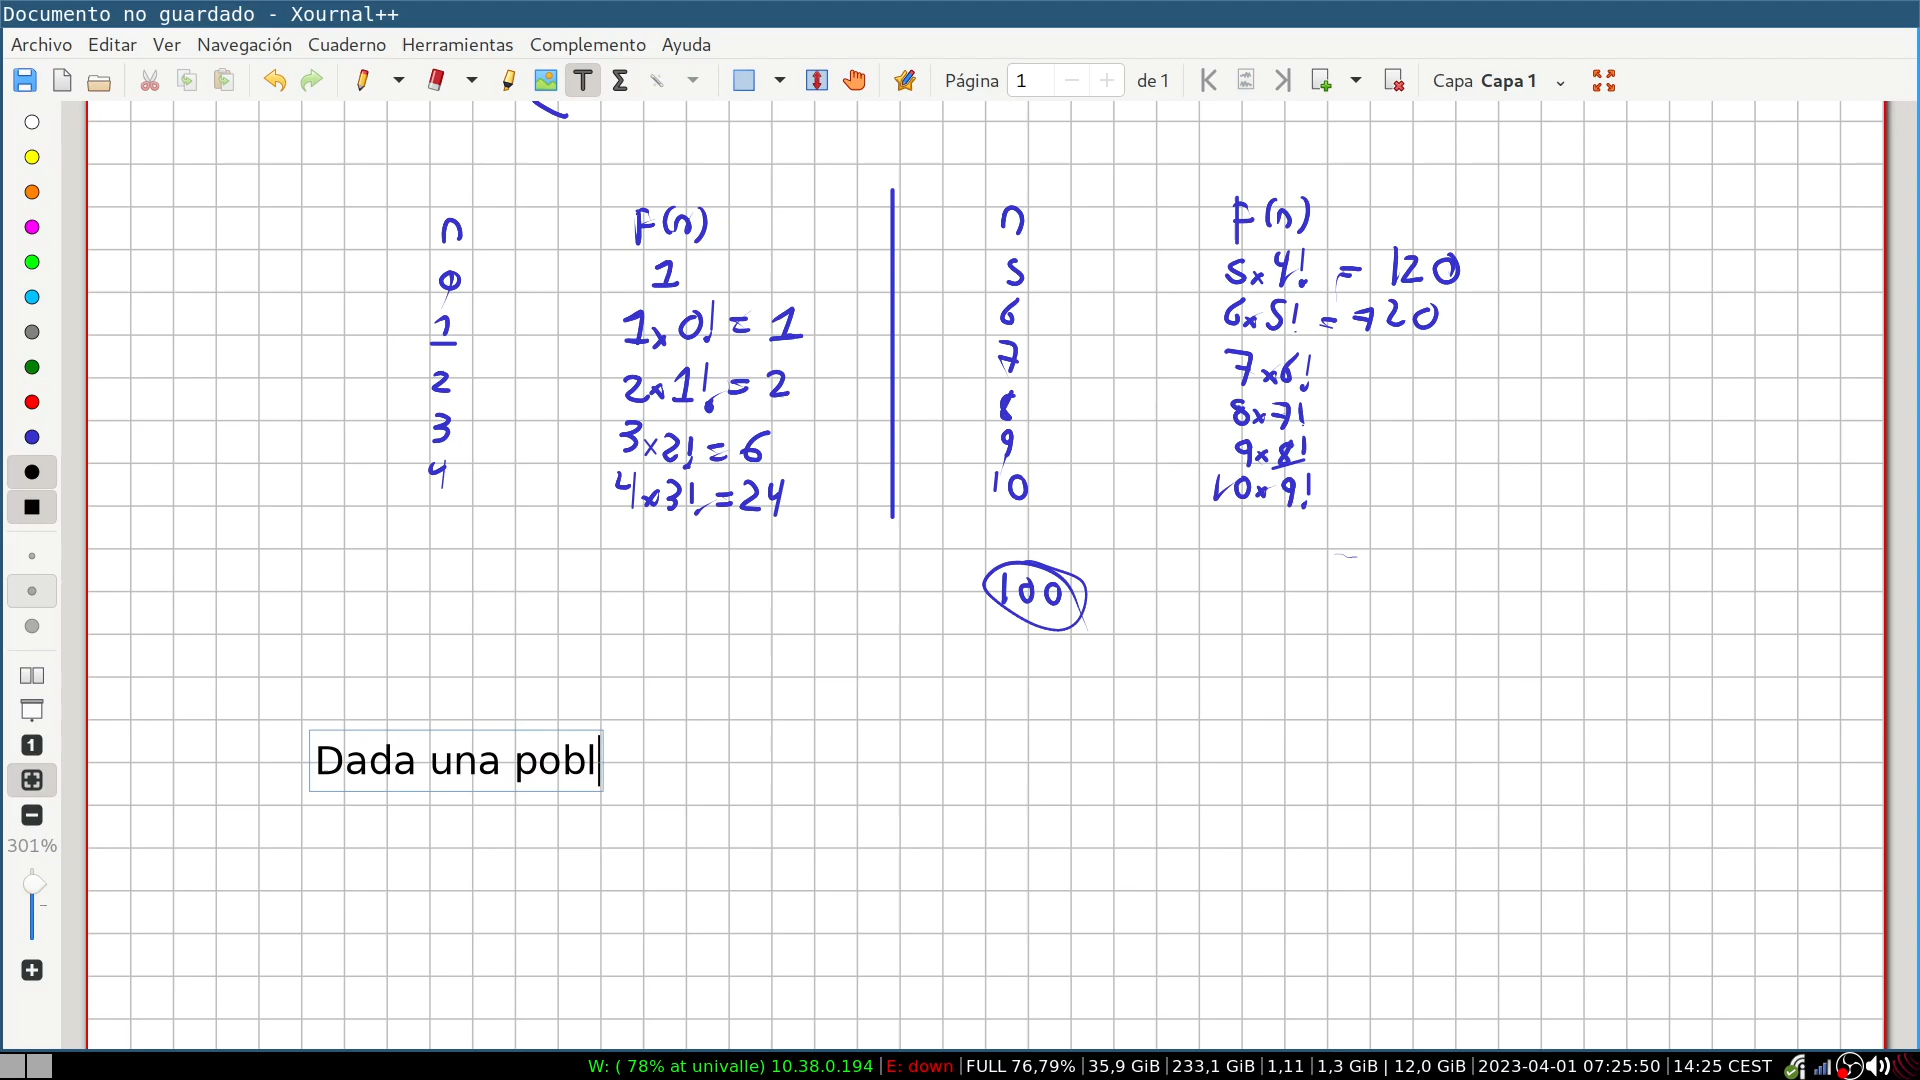 Documento no guardado - Xournal++
Archivo Editar Ver Navegación Cuaderno Herramientas Complemento Ayuda
Página 1 de 1 Capa Capa 1
n F(n) n F(n)
0 1 5 5x4! = 120
1 1x0! = 1 6 6x5! = 720
2 2x1! = 2 7 7x6!
3 3x2! = 6 8 8x7!
4 4x3! = 24 9 9x8!
10 10x9!
100
Dada una pobl
1
301%
W: ( 78% at univalle) 10.38.0.194 |E: down |FULL 76,79% |35,9 GiB |233,1 GiB |1,11 |1,3 GiB | 12,0 GiB |2023-04-01 07:25:50 |14:25 CEST